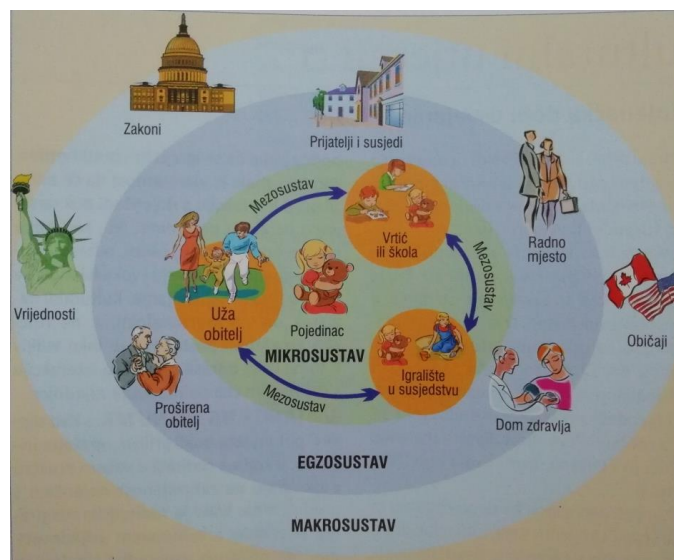 Zakoni
Prijatelji i susjedi
Mezosustav
Vrtić
ili škola
Radno
mjesto
Vrijednosti
Uža
obitelj
Pojedinac
Mezosustav
Običaji
MIKROSUSTAV
Igralište
u susjedstvu
Mezosustav
Proširena
obitelj
Dom zdravlja
EGZOSUSTAV
MAKROSUSTAV